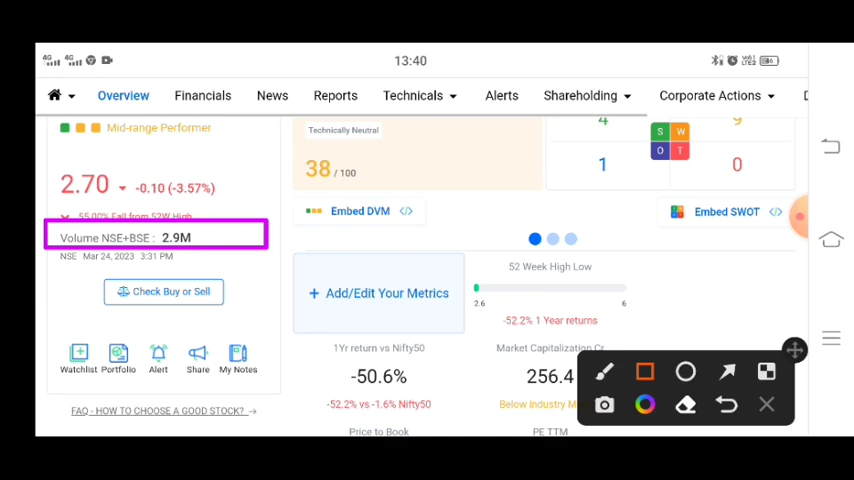 4G 4G 13:40
Overview Financials News Reports Technicals Alerts Shareholding Corporate Actions
Mid-range Performer
2.70 -0.10 (-3.57%)
55.00% Fall from 52W High
Volume NSE+BSE : 2.9M
NSE Mar 24, 2023 3:31 PM
Check Buy or Sell
Watchlist Portfolio Alert Share My Notes
FAQ - HOW TO CHOOSE A GOOD STOCK?
Technically Neutral
38 / 100
4 9
S W
O T
1 0
Embed DVM </>
Embed SWOT </>
+ Add/Edit Your Metrics
52 Week High Low
2.6 6
-52.2% 1 Year returns
1Yr return vs Nifty50
-50.6%
-52.2% vs -1.6% Nifty50
Market Capitalization Cr
256.4
Below Industry
Price to Book
PE TTM